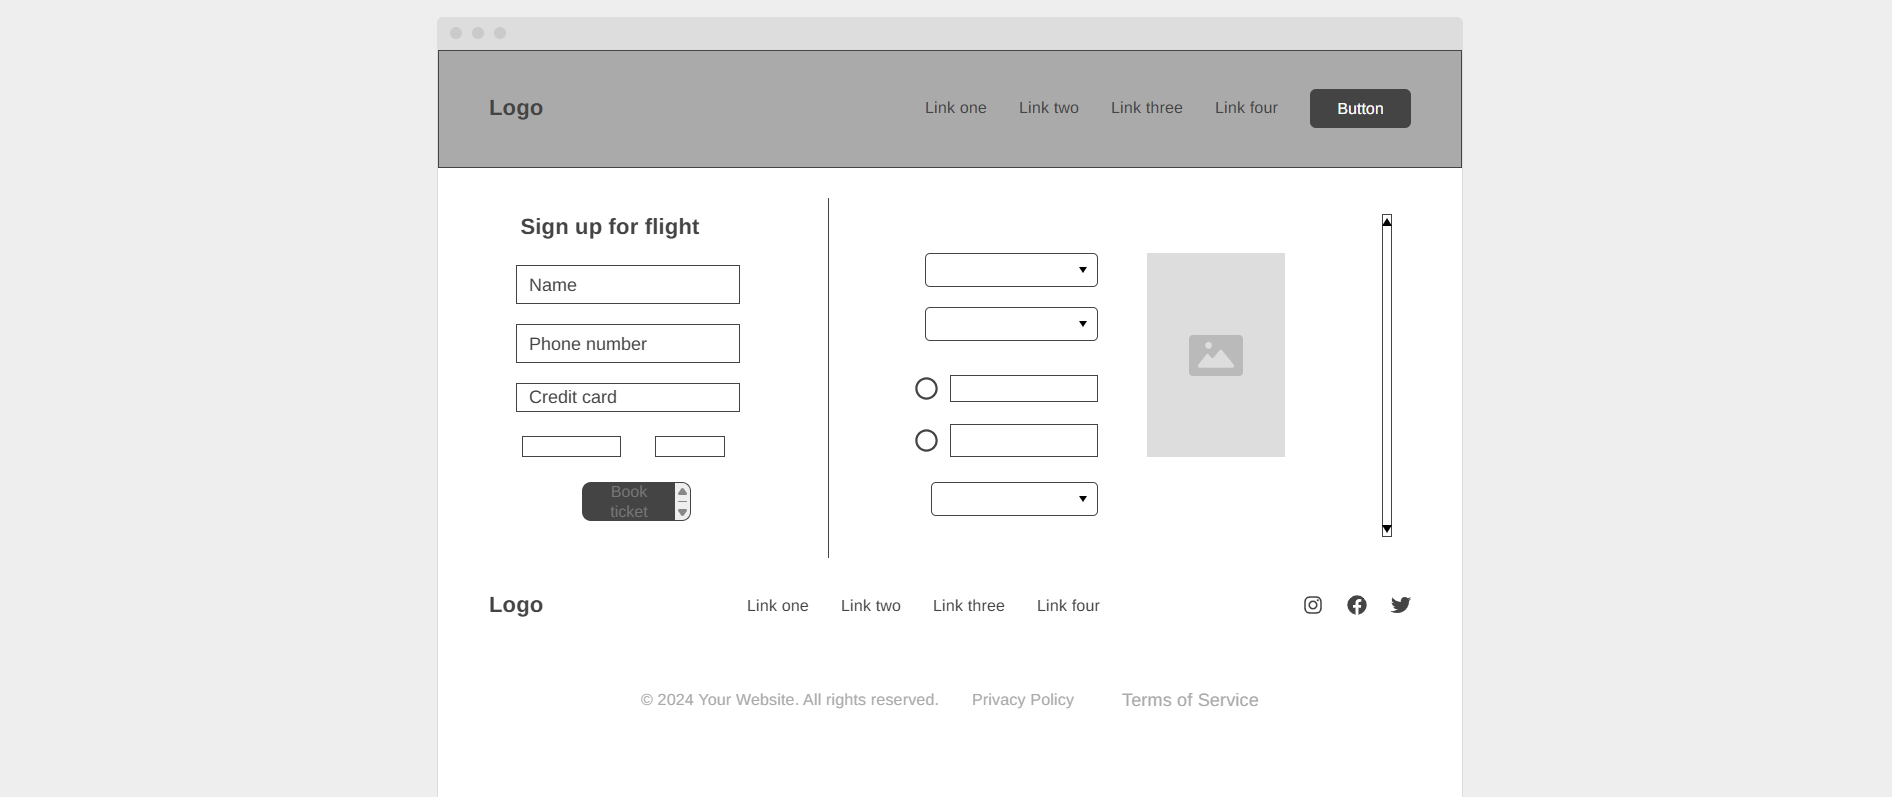 Logo
Link one
Link two
Link three
Link four
Button
Sign up for flight
Name
Phone number
Credit card
Book
ticket
Logo
Link one
Link two
Link three
Link four
© 2024 Your Website. All rights reserved.
Privacy Policy
Terms of Service